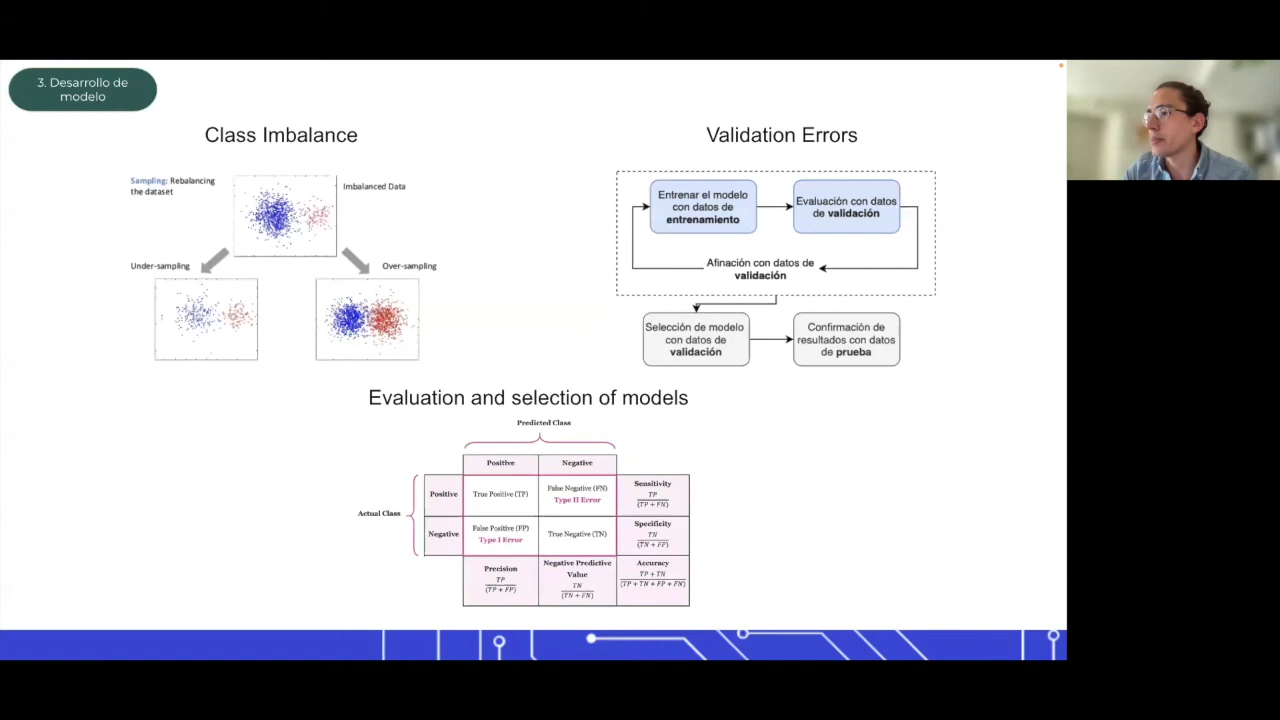 3. Desarrollo de
modelo
Class Imbalance
Sampling: Rebalancing
the dataset
Imbalanced Data
Under-sampling
Over-sampling
Validation Errors
Entrenar el modelo
con datos de
entrenamiento
Evaluación con datos
de validación
Afinación con datos de
validación
Selección de modelo
con datos de
validación
Confirmación de
resultados con datos
de prueba
Evaluation and selection of models
Predicted Class
Positive
Negative
Actual Class
Positive
True Positive (TP)
False Negative (FN)
Type II Error
Sensitivity
TP
(TP + FN)
Negative
False Positive (FP)
Type I Error
True Negative (TN)
Specificity
TN
(TN + FP)
Precision
TP
(TP + FP)
Negative Predictive
Value
TN
(TN + FN)
Accuracy
TP + TN
(TP + TN + FP + FN)